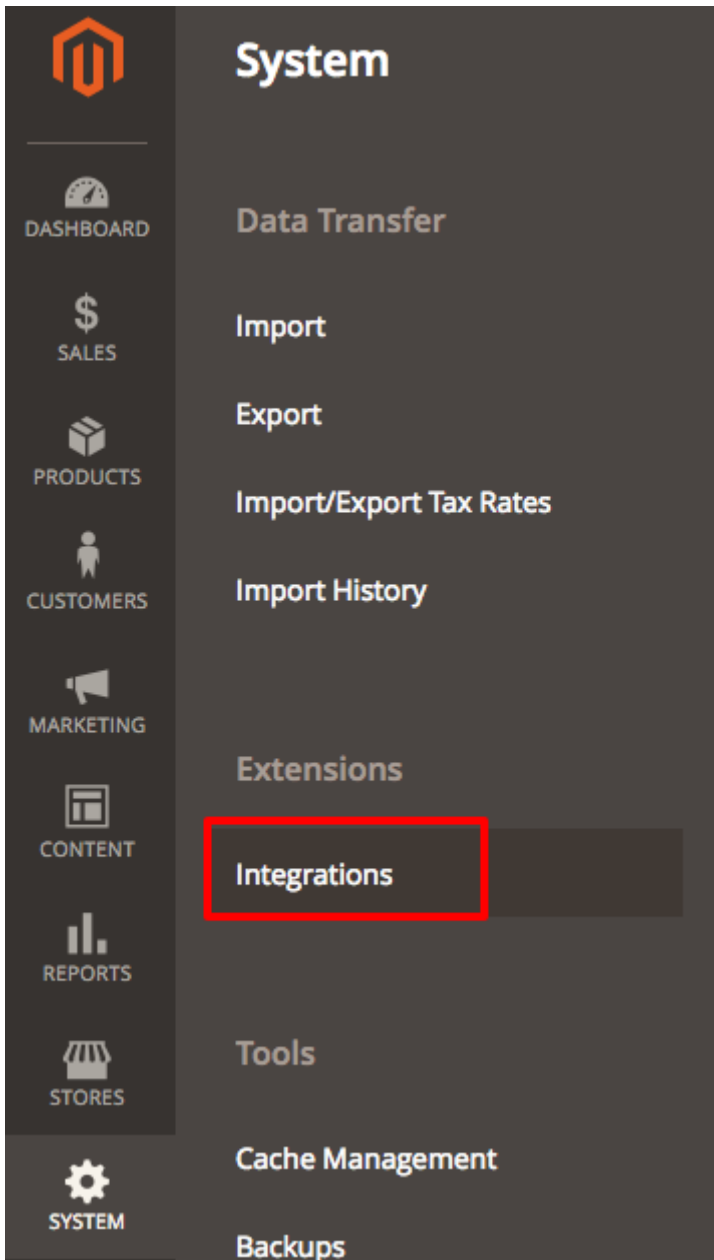 DASHBOARD
SALES
PRODUCTS
CUSTOMERS
MARKETING
CONTENT
REPORTS
STORES
SYSTEM
System
Data Transfer
Import
Export
Import/Export Tax Rates
Import History
Extensions
Integrations
Tools
Cache Management
Backups